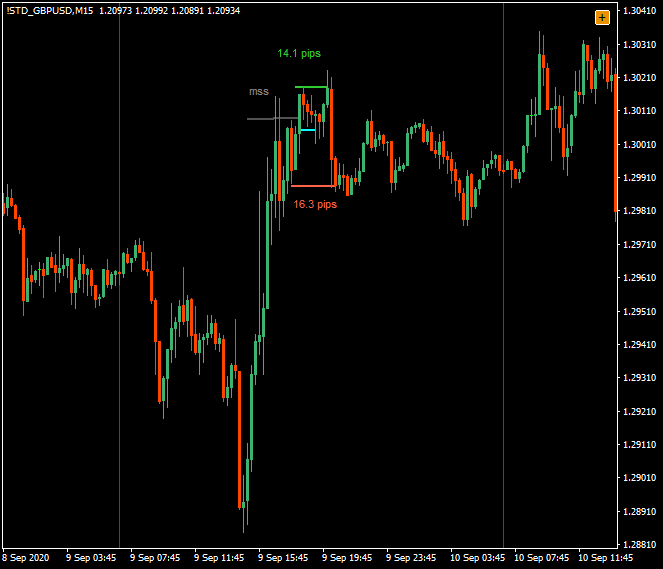 !STD_GBPUSD,M15 1.20973 1.20992 1.20891 1.20934
+
1.30410
1.30310
1.30210
1.30110
1.30010
1.29910
1.29810
1.29710
1.29610
1.29510
1.29410
1.29310
1.29210
1.29110
1.29010
1.28910
1.28810
14.1 pips
mss
16.3 pips
8 Sep 2020
9 Sep 03:45
9 Sep 07:45
9 Sep 11:45
9 Sep 15:45
9 Sep 19:45
9 Sep 23:45
10 Sep 03:45
10 Sep 07:45
10 Sep 11:45